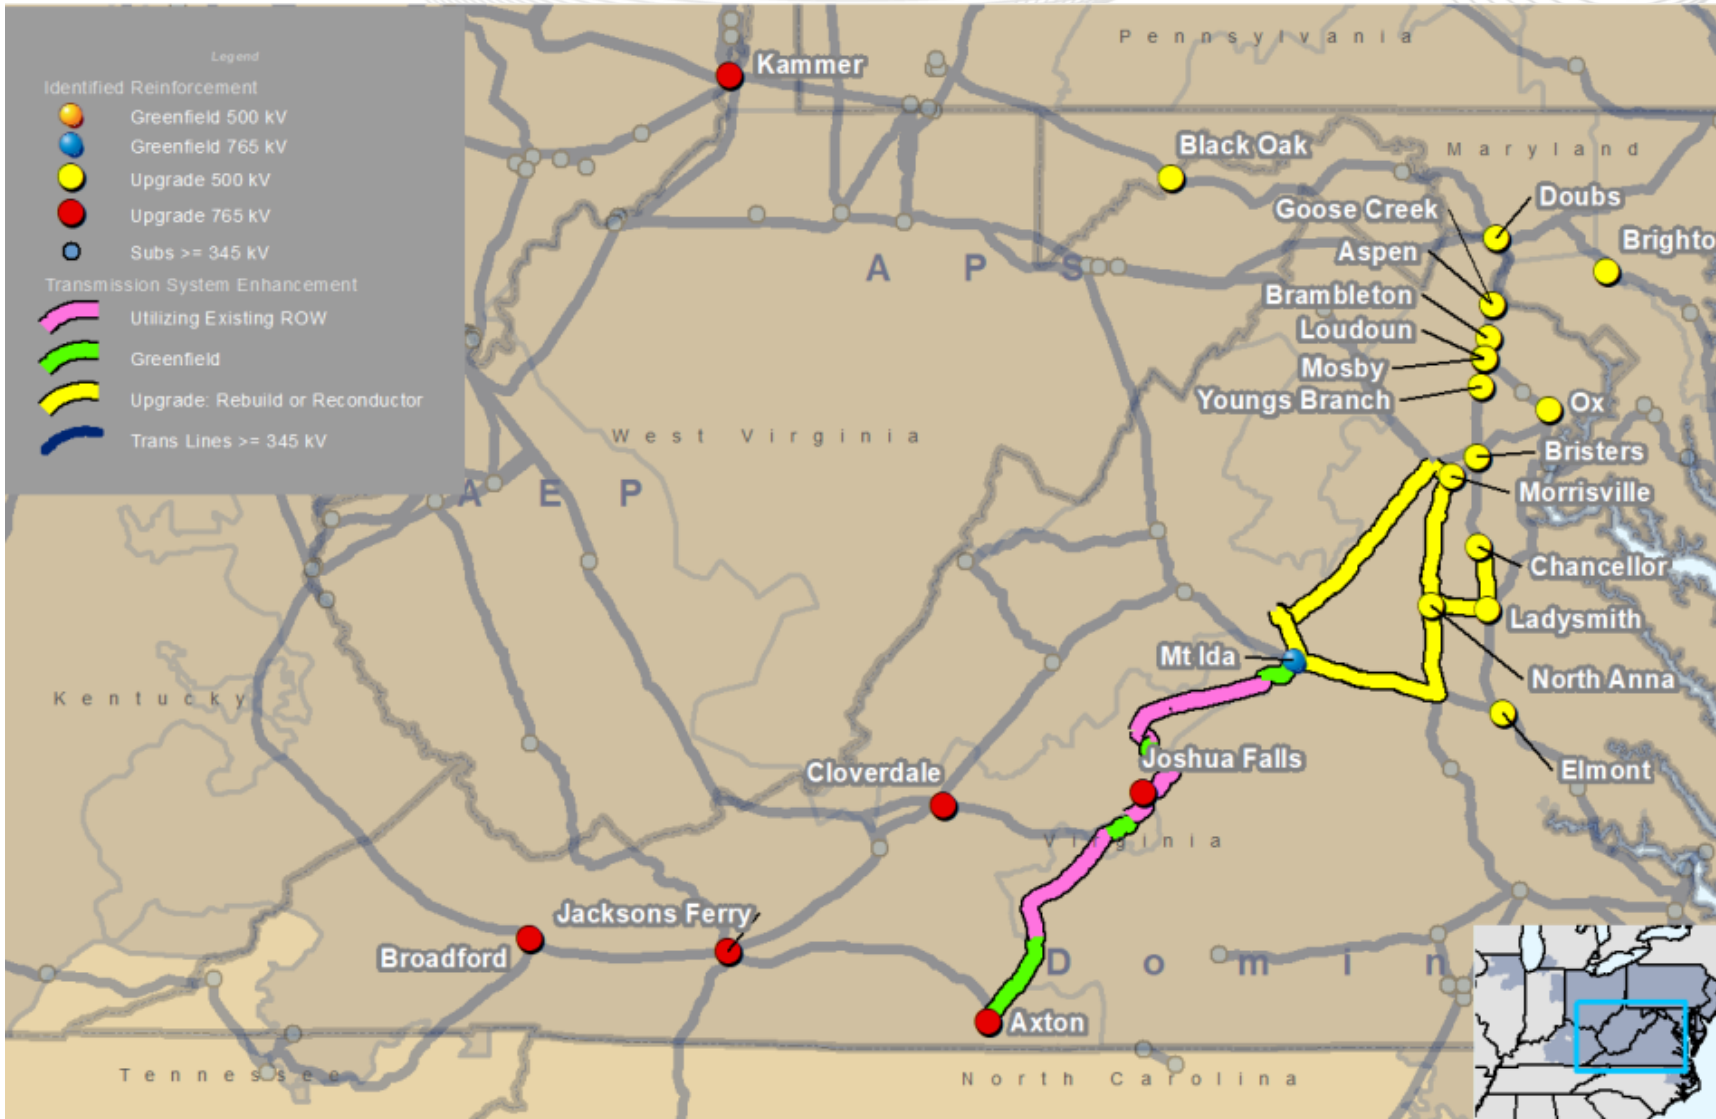 Legend
Identified Reinforcement
Greenfield 500 kV
Greenfield 765 kV
Upgrade 500 kV
Upgrade 765 kV
Subs >= 345 kV
Transmission System Enhancement
Utilizing Existing ROW
Greenfield
Upgrade: Rebuild or Reconductor
Trans Lines >= 345 kV
Pennsylvania
Kammer
Black Oak
Maryland
Doubs
Goose Creek
Brighto
Aspen
APS
Brambleton
Loudoun
Mosby
Youngs Branch
Ox
West Virginia
Bristers
AEP
Morrisville
Chancellor
Ladysmith
Mt Ida
North Anna
Kentucky
Joshua Falls
Cloverdale
Elmont
Virginia
Jacksons Ferry
Broadford
Domin
Axton
Tennessee
North Carolina